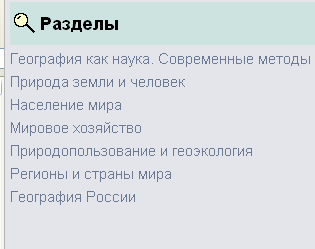 Разделы
География как наука. Современные методы
Природа земли и человек
Население мира
Мировое хозяйство
Природопользование и геоэкология
Регионы и страны мира
География России